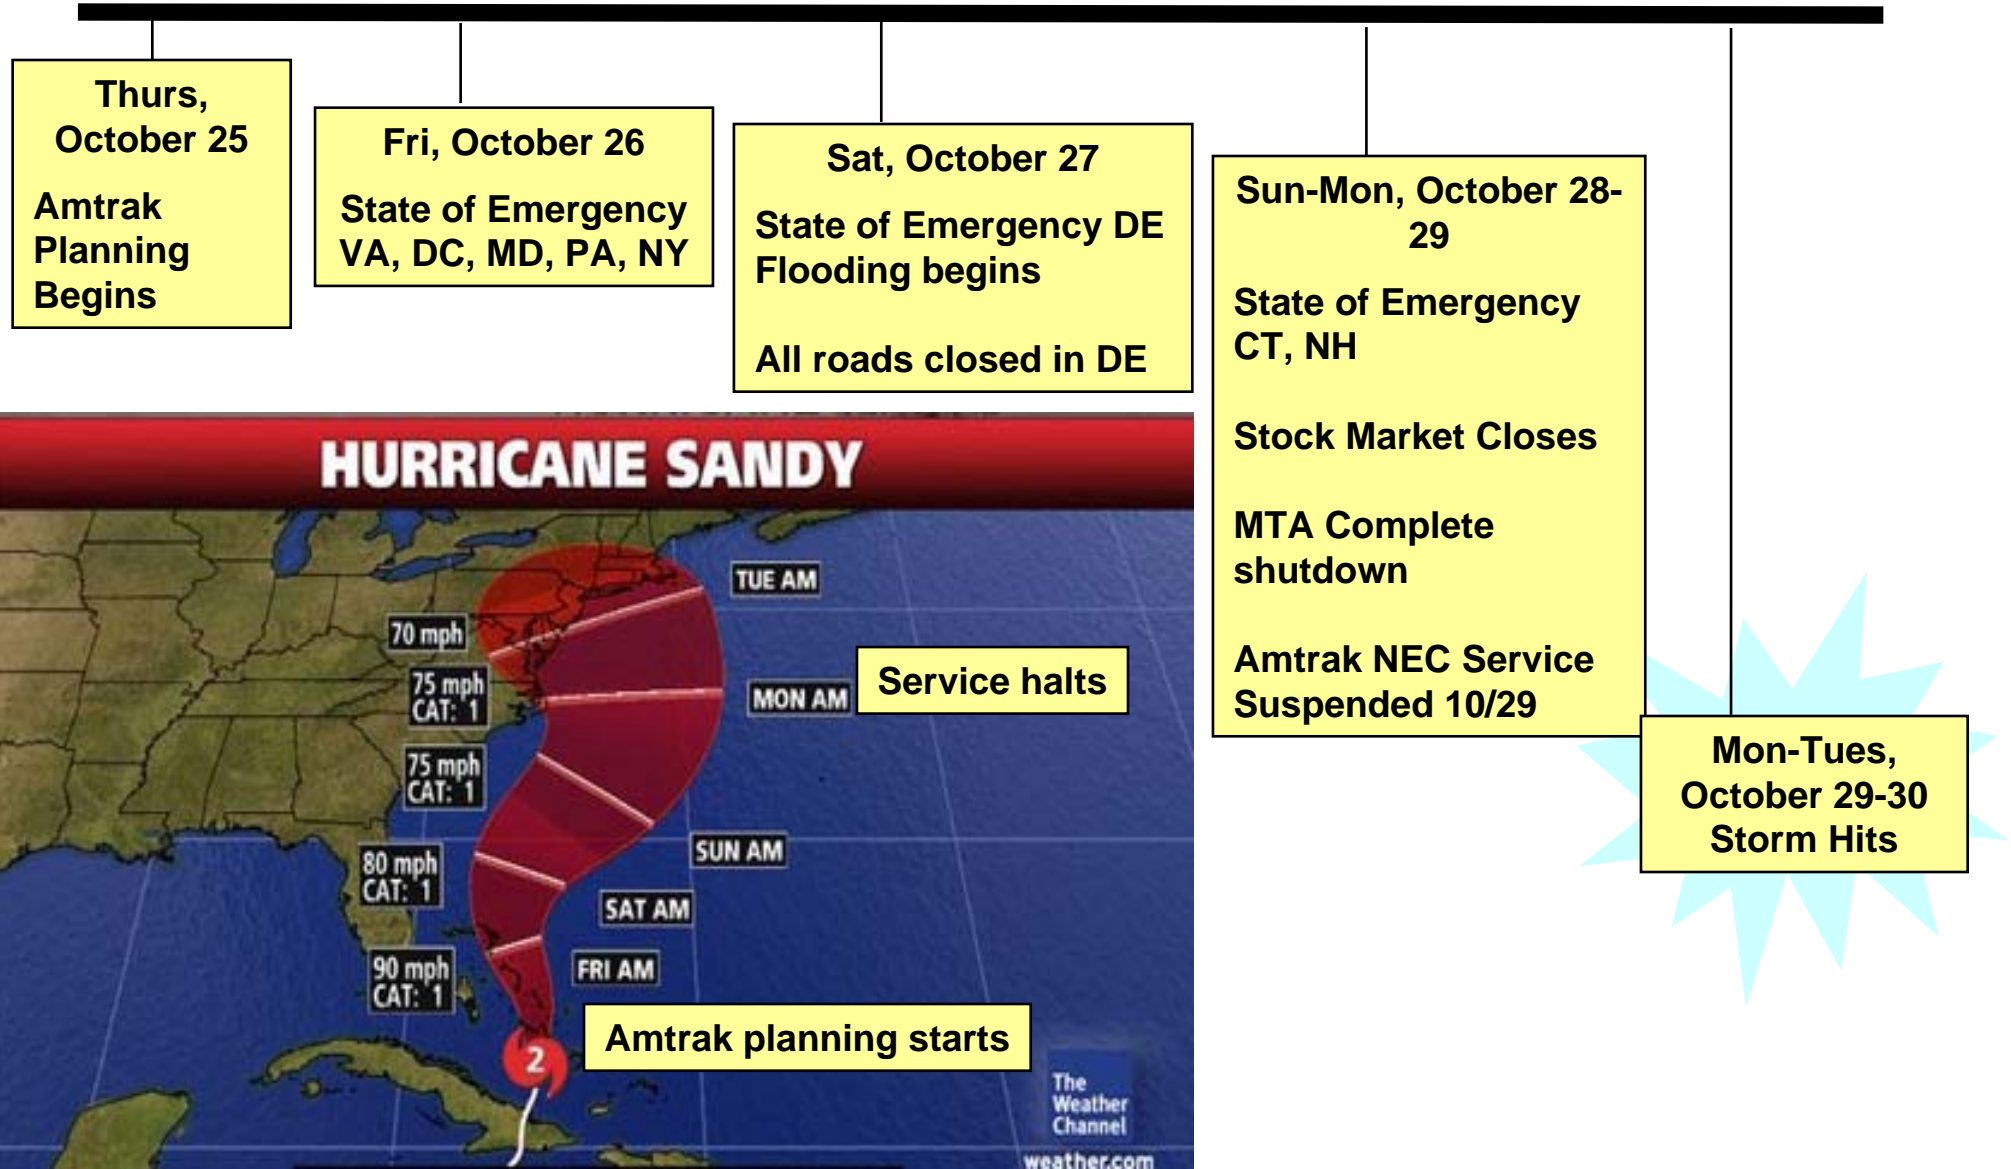 Thurs,
October 25
Amtrak
Planning
Begins
Fri, October 26
State of Emergency
VA, DC, MD, PA, NY
Sat, October 27
State of Emergency DE
Flooding begins
All roads closed in DE
Sun-Mon, October 28-
29
State of Emergency
CT, NH
Stock Market Closes
MTA Complete
shutdown
Amtrak NEC Service
Suspended 10/29
Mon-Tues,
October 29-30
Storm Hits
HURRICANE SANDY
TUE AM
70 mph
75 mph
CAT: 1
MON AM
Service halts
75 mph
CAT: 1
SUN AM
80 mph
CAT: 1
SAT AM
90 mph
CAT: 1
FRI AM
Amtrak planning starts
2
The
Weather
Channel
weather.com